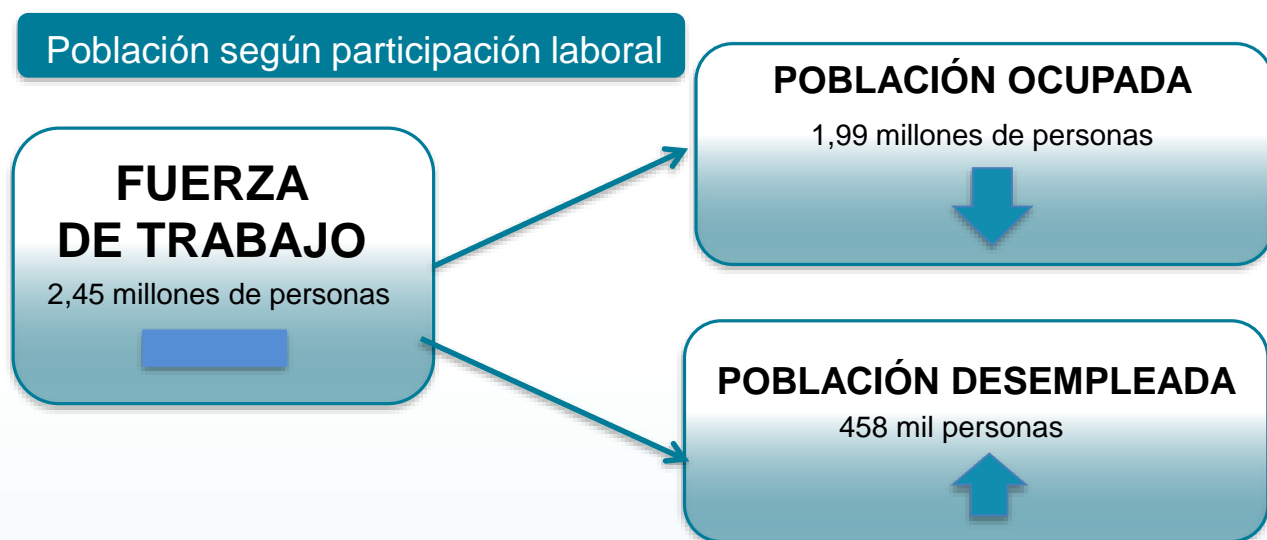 Población según participación laboral
FUERZA
DE TRABAJO
2,45 millones de personas
POBLACIÓN OCUPADA
1,99 millones de personas
POBLACIÓN DESEMPLEADA
458 mil personas